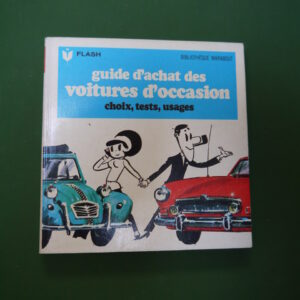 FLASH
BIBLIOTHÈQUE MARABOUT
guide d'achat des
voitures d'occasion
choix, tests, usages